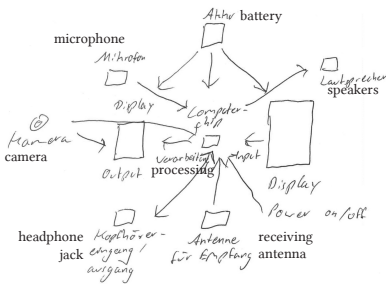 Akku battery
microphone
Mikrofon
Lautsprecher
speakers
Display
Computer-
chip
Kamera
camera
Output
Verarbeiten
processing
Input
Display
Power on/off
headphone
jack
Kopfhörer-
eingang/
ausgang
Antenne
für Empfang
receiving
antenna